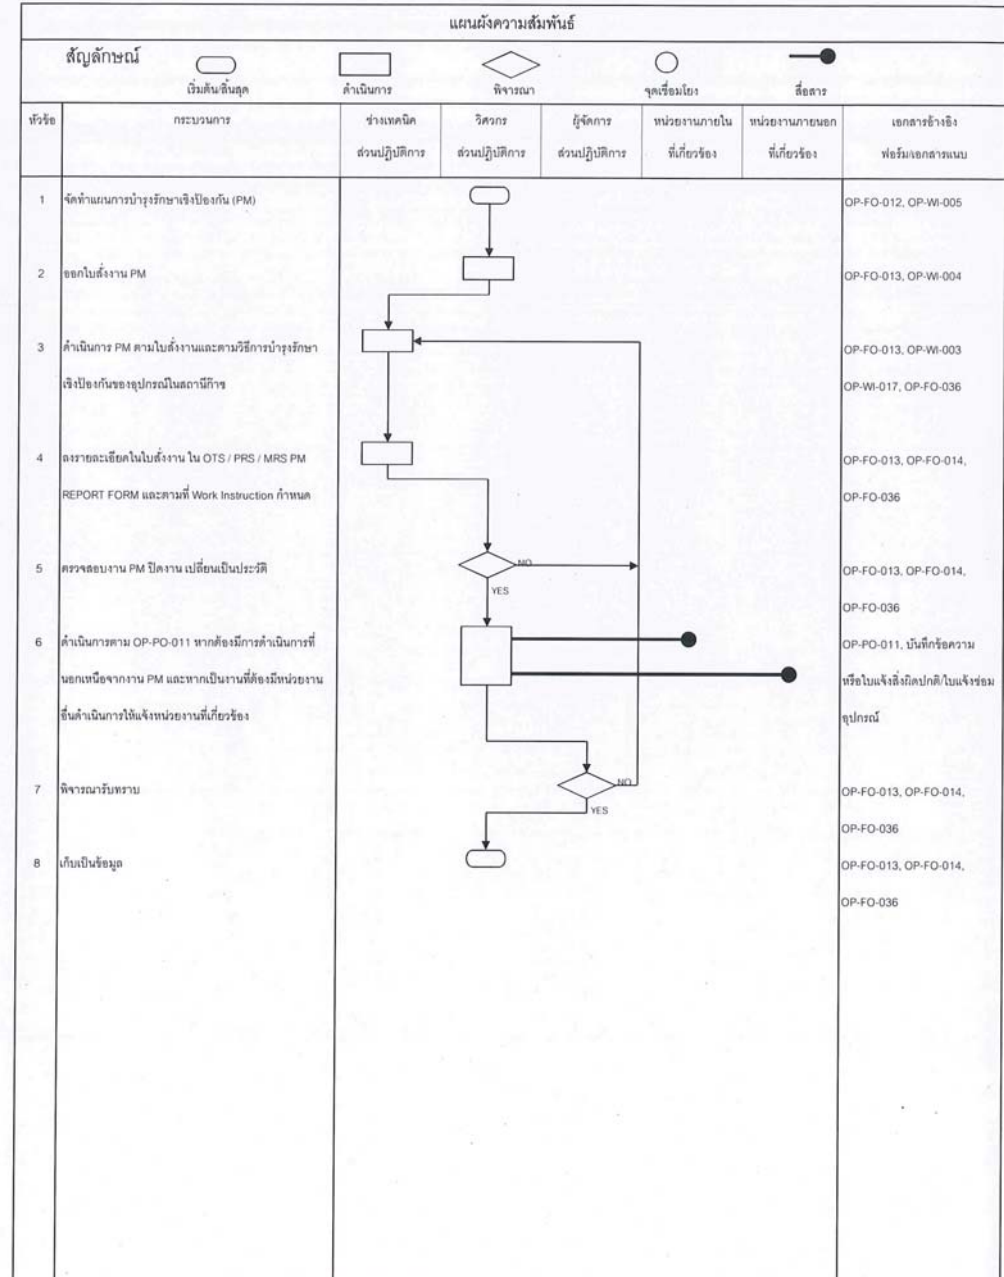 แผนผังความสัมพันธ์
สัญลักษณ์
เริ่มต้น/สิ้นสุด
ดำเนินการ
พิจารณา
จุดเชื่อมโยง
สื่อสาร
หัวข้อ
กระบวนการ
ช่างเทคนิค
ส่วนปฏิบัติการ
วิศวกร
ส่วนปฏิบัติการ
ผู้จัดการ
ส่วนปฏิบัติการ
หน่วยงานภายใน
ที่เกี่ยวข้อง
หน่วยงานภายนอก
ที่เกี่ยวข้อง
เอกสารอ้างอิง
ฟอร์ม/เอกสารแนบ
1
จัดทำแผนการบำรุงรักษาเชิงป้องกัน (PM)
OP-FO-012, OP-WI-005
2
ออกใบสั่งงาน PM
OP-FO-013, OP-WI-004
3
ดำเนินการ PM ตามใบสั่งงานและตามวิธีการบำรุงรักษา
เชิงป้องกันของอุปกรณ์ในสถานีก๊าซ
OP-FO-013, OP-WI-003
OP-WI-017, OP-FO-036
4
ลงรายละเอียดในใบสั่งงาน ใน OTS / PRS / MRS PM
REPORT FORM และตามที่ Work Instruction กำหนด
OP-FO-013, OP-FO-014,
OP-FO-036
5
ตรวจสอบงาน PM ปิดงาน เปลี่ยนเป็นประวัติ
NO
YES
OP-FO-013, OP-FO-014,
OP-FO-036
6
ดำเนินการตาม OP-PO-011 หากต้องมีการดำเนินการที่
นอกเหนือจากงาน PM และหากเป็นงานที่ต้องมีหน่วยงาน
อื่นดำเนินการให้แจ้งหน่วยงานที่เกี่ยวข้อง
OP-PO-011, บันทึกข้อความ
หรือใบแจ้งสิ่งผิดปกติ/ใบแจ้งซ่อม
อุปกรณ์
7
พิจารณารับทราบ
NO
YES
OP-FO-013, OP-FO-014,
OP-FO-036
8
เก็บเป็นข้อมูล
OP-FO-013, OP-FO-014,
OP-FO-036